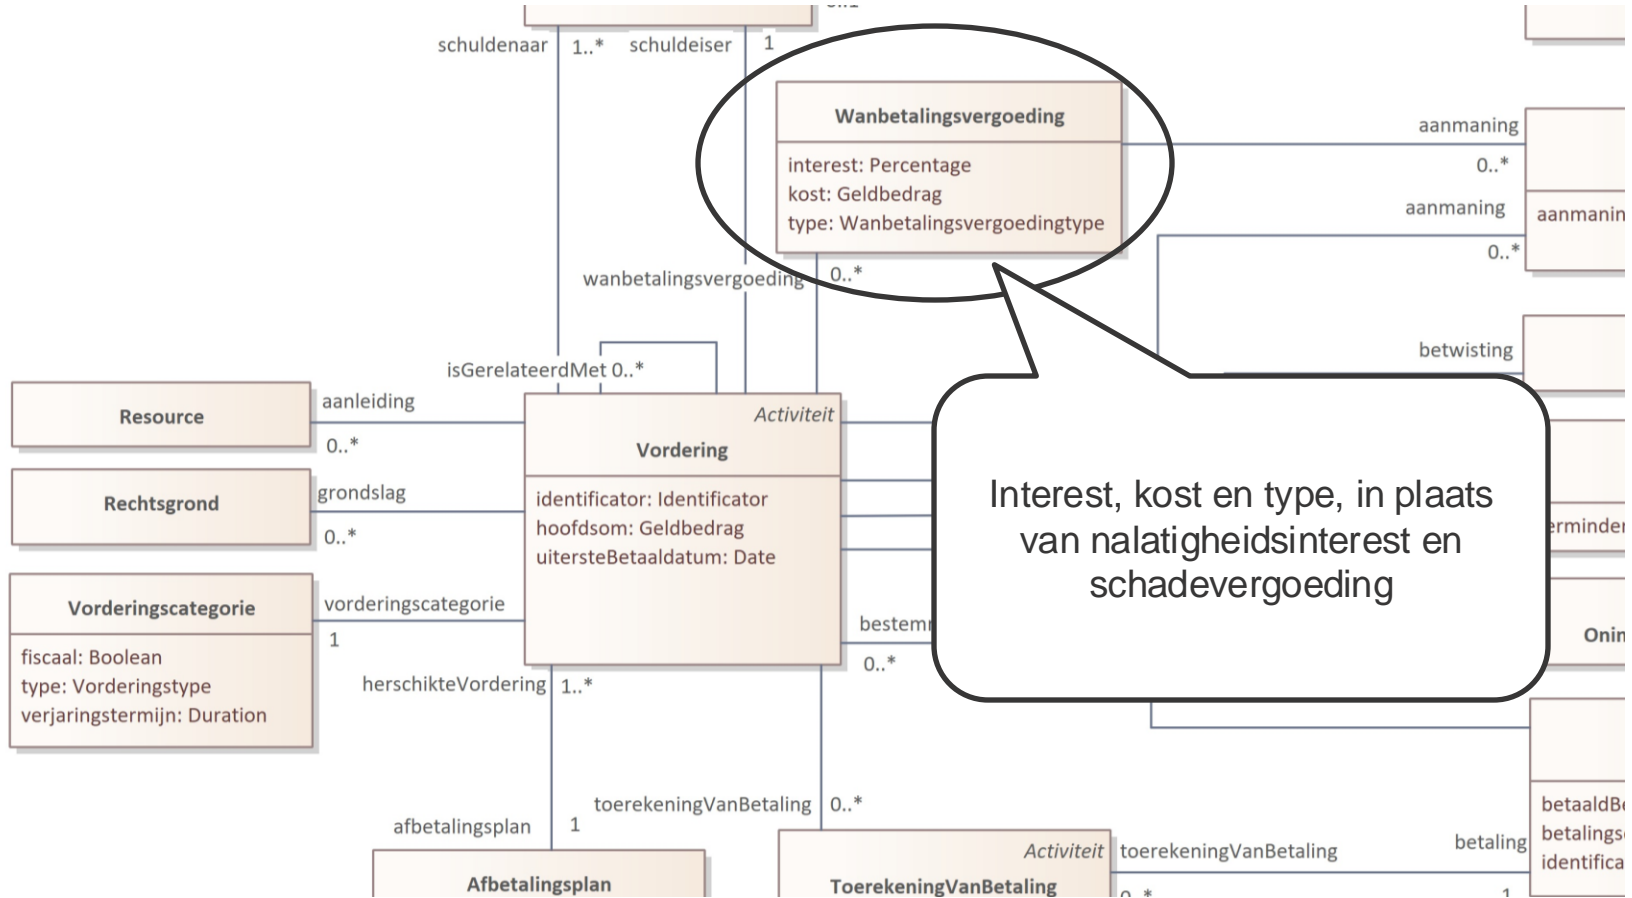 schuldenaar 1..* schuldeiser 1
Wanbetalingsvergoeding
interest: Percentage
kost: Geldbedrag
type: Wanbetalingsvergoedingtype
aanmaning
0..*
aanmaning
0..*
wanbetalingsvergoeding 0..*
betwisting
isGerelateerdMet 0..*
Resource
aanleiding
0..*
Activiteit
Vordering
identificator: Identificator
hoofdsom: Geldbedrag
uitersteBetaaldatum: Date
Rechtsgrond
grondslag
0..*
Interest, kost en type, in plaats
van nalatigheidsinterest en
schadevergoeding
Vorderingscategorie
fiscaal: Boolean
type: Vorderingstype
verjaringstermijn: Duration
vorderingscategorie
1
0..*
herschikteVordering 1..*
toerekeningVanBetaling 0..*
afbetalingsplan 1
Afbetalingsplan
Activiteit
ToerekeningVanBetaling
toerekeningVanBetaling
0..*
betaling
1